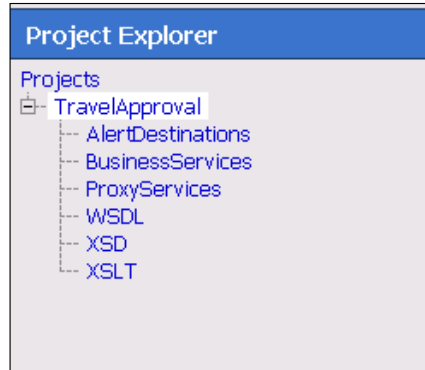 Project Explorer
Projects
TravelApproval
AlertDestinations
BusinessServices
ProxyServices
WSDL
XSD
XSLT